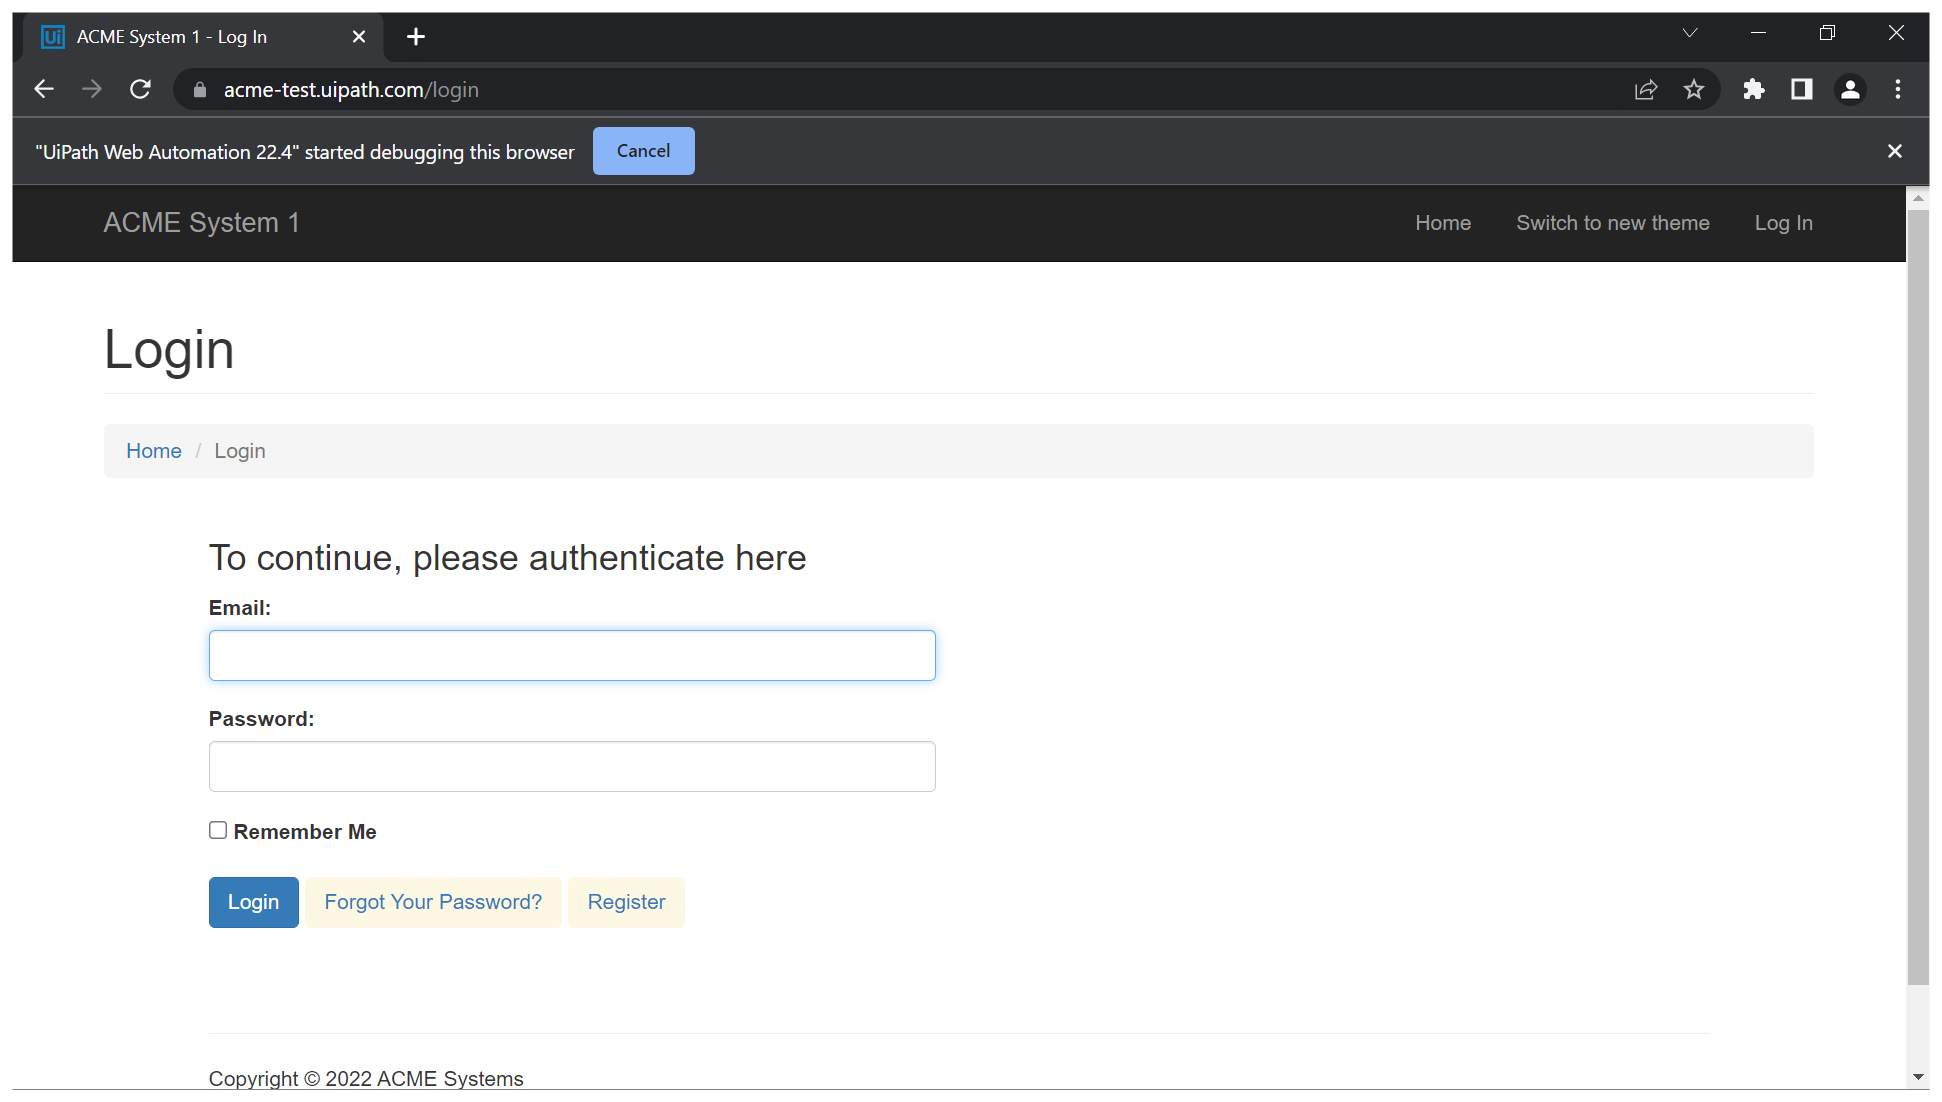 Ui ACME System 1 - Log In
acme-test.uipath.com/login
"UiPath Web Automation 22.4" started debugging this browser Cancel
ACME System 1 Home Switch to new theme Log In
Login
Home / Login
To continue, please authenticate here
Email:
Password:
Remember Me
Login Forgot Your Password? Register
Copyright © 2022 ACME Systems